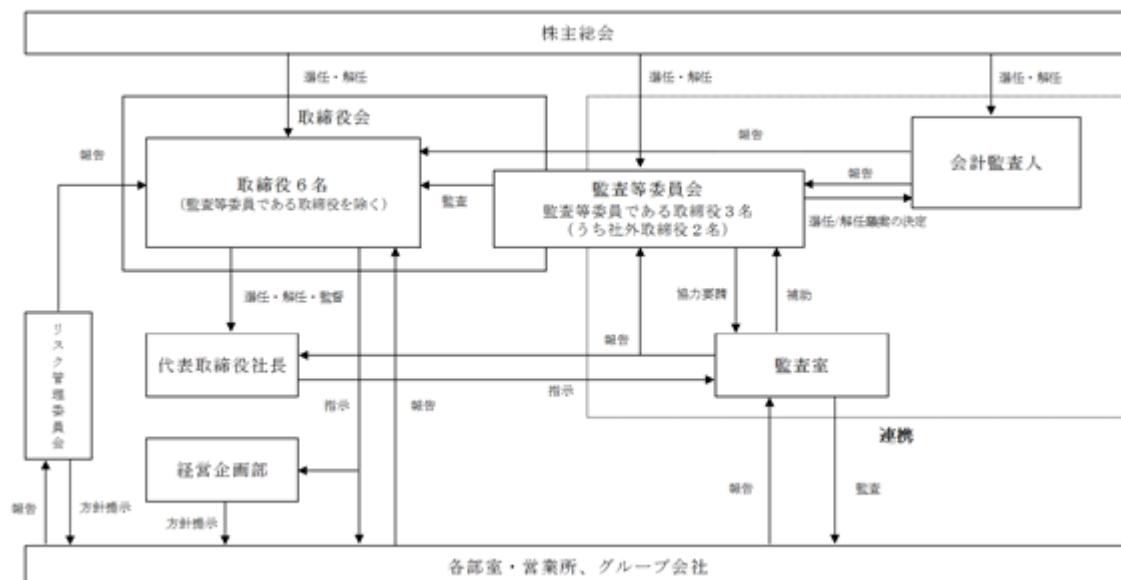 株主総会
選任・解任
選任・解任
選任・解任
取締役会
報告
会計監査人
報告
取締役6名
(監査等委員である取締役を除く)
監査
監査等委員会
監査等委員である取締役3名
(うち社外取締役2名)
報告
選任/解任議案の決定
選任・解任・監督
協力要請
補助
リスク管理委員会
代表取締役社長
報告
監査室
指示
指示
報告
連携
経営企画部
報告
方針提示
方針提示
報告
監査
各部室・営業所、グループ会社